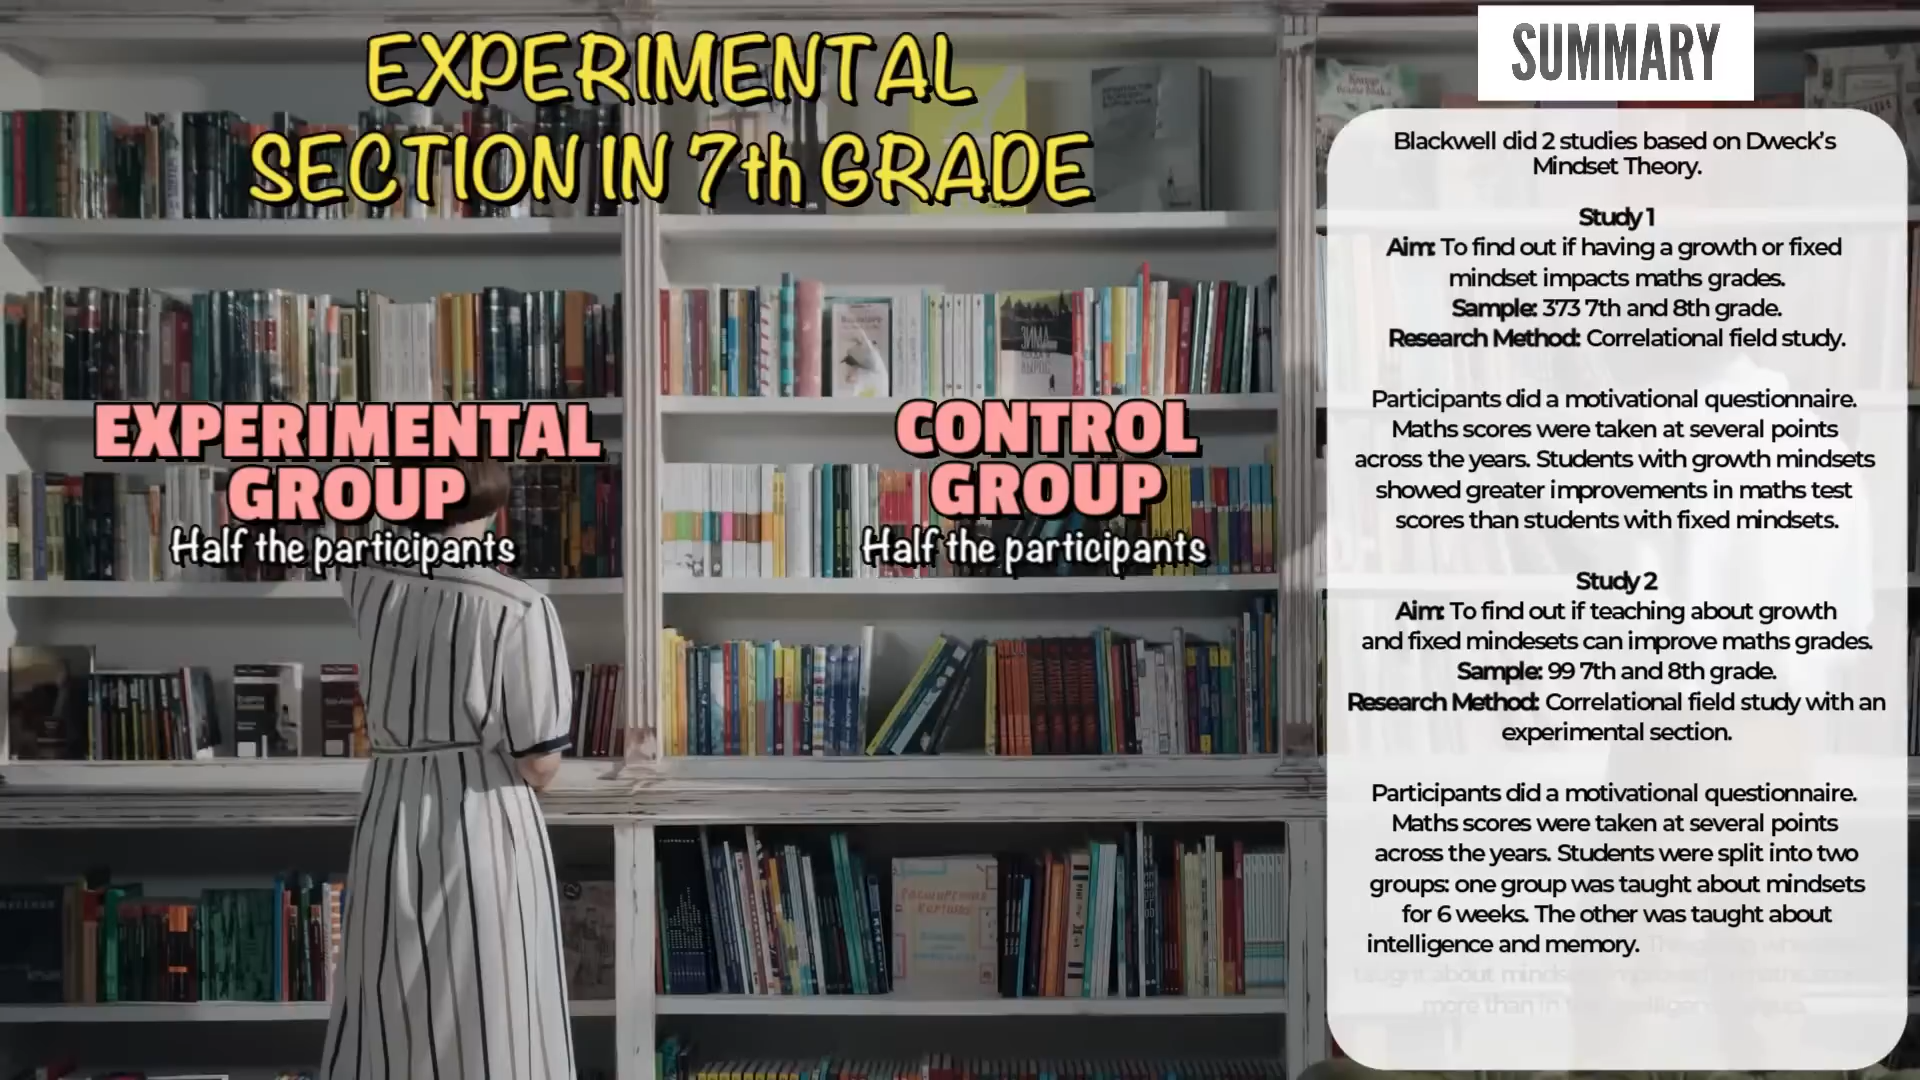 EXPERIMENTAL
SECTION IN 7th GRADE
EXPERIMENTAL
GROUP
Half the participants
CONTROL
GROUP
Half the participants
SUMMARY
Blackwell did 2 studies based on Dweck’s
Mindset Theory.
Study 1
Aim: To find out if having a growth or fixed
mindset impacts maths grades.
Sample: 373 7th and 8th grade.
Research Method: Correlational field study.
Participants did a motivational questionnaire.
Maths scores were taken at several points
across the years. Students with growth mindsets
showed greater improvements in maths test
scores than students with fixed mindsets.
Study 2
Aim: To find out if teaching about growth
and fixed mindesets can improve maths grades.
Sample: 99 7th and 8th grade.
Research Method: Correlational field study with an
experimental section.
Participants did a motivational questionnaire.
Maths scores were taken at several points
across the years. Students were split into two
groups: one group was taught about mindsets
for 6 weeks. The other was taught about
intelligence and memory.
taught about
more than in